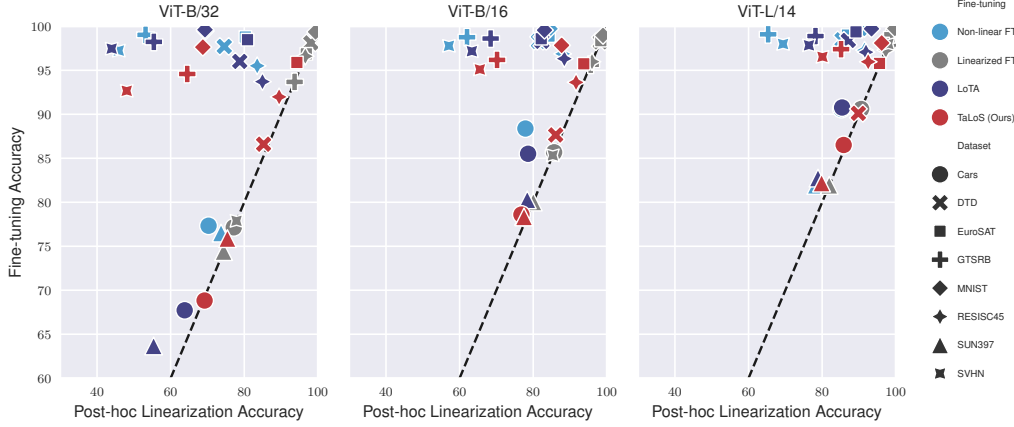 ViT-B/32
ViT-B/16
ViT-L/14
Fine-tuning Accuracy
100
95
90
85
80
75
70
65
60
40
60
80
100
Post-hoc Linearization Accuracy
40
60
80
100
Post-hoc Linearization Accuracy
40
60
80
100
Post-hoc Linearization Accuracy
Fine-tuning
Non-linear FT
Linearized FT
LoTA
TaLoS (Ours)
Dataset
Cars
DTD
EuroSAT
GTSRB
MNIST
RESISC45
SUN397
SVHN